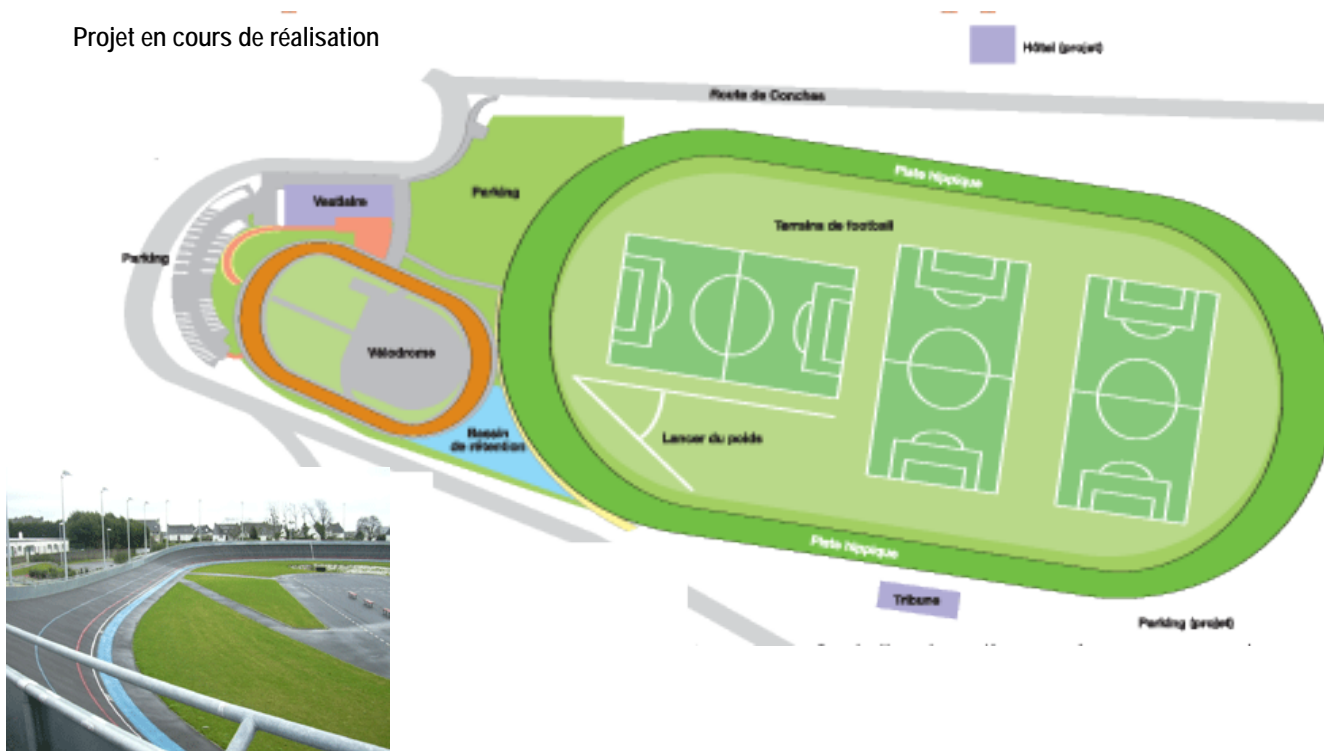 Projet en cours de réalisation
Hôtel (projet)
Route de Conches
Piste hippique
Vestiaire
Parking
Terrains de football
Parking
Vélodrome
Bassin
de rétention
Lancer du poids
Piste hippique
Tribune
Parking (projet)